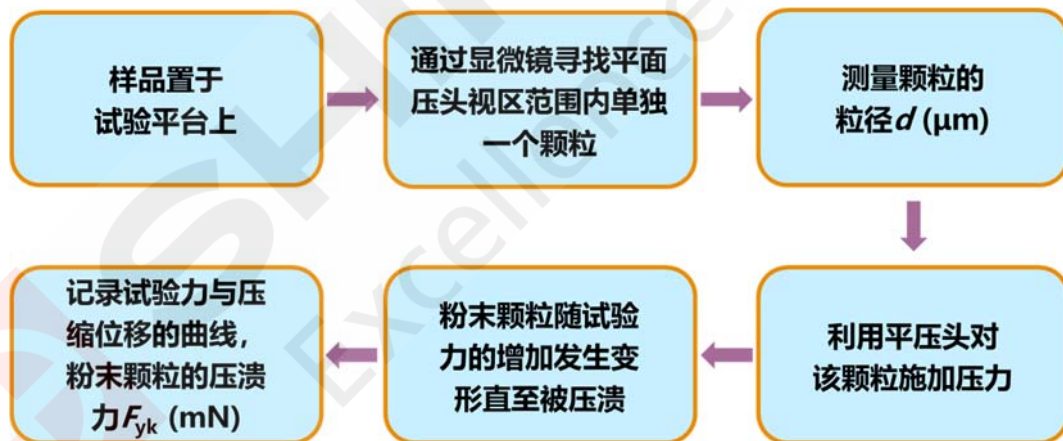 样品置于
试验平台上
通过显微镜寻找平面
压头视区范围内单独
一个颗粒
测量颗粒的
粒径d (μm)
利用平压头对
该颗粒施加压力
粉末颗粒随试验
力的增加发生变
形直至被压溃
记录试验力与压
缩位移的曲线,
粉末颗粒的压溃
力Fyk (mN)
Excellence